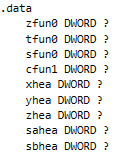 .data
zfun0 DWORD ?
tfun0 DWORD ?
sfun0 DWORD ?
cfun1 DWORD ?
xhea DWORD ?
yhea DWORD ?
zhea DWORD ?
sahea DWORD ?
sbhea DWORD ?